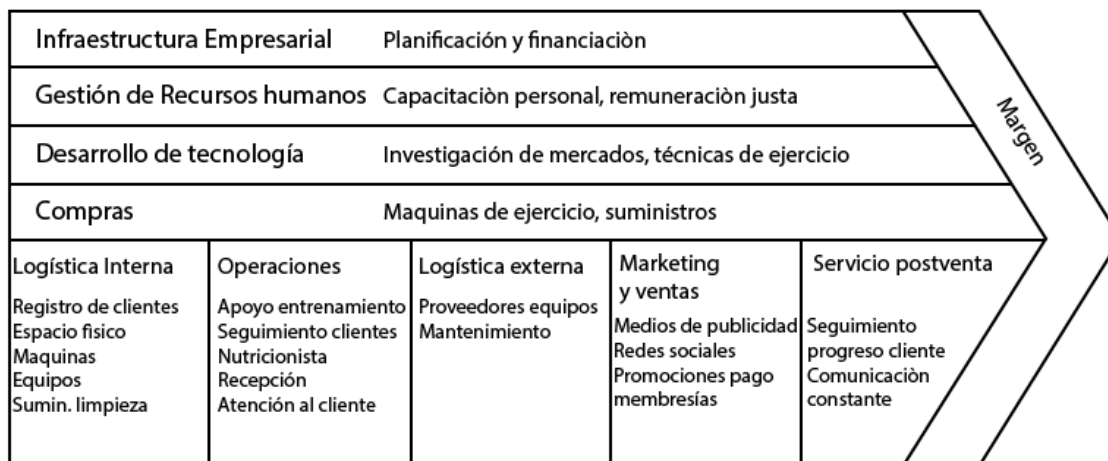 Infraestructura Empresarial Planificación y financiaciòn
Gestión de Recursos humanos Capacitaciòn personal, remuneraciòn justa
Desarrollo de tecnología Investigación de mercados, técnicas de ejercicio
Compras Maquinas de ejercicio, suministros
Margen
Logística Interna
Registro de clientes
Espacio fìsico
Maquinas
Equipos
Sumin. limpieza
Operaciones
Apoyo entrenamiento
Seguimiento clientes
Nutricionista
Recepción
Atención al cliente
Logística externa
Proveedores equipos
Mantenimiento
Marketing
y ventas
Medios de publicidad
Redes sociales
Promociones pago
membresías
Servicio postventa
Seguimiento
progreso cliente
Comunicaciòn
constante